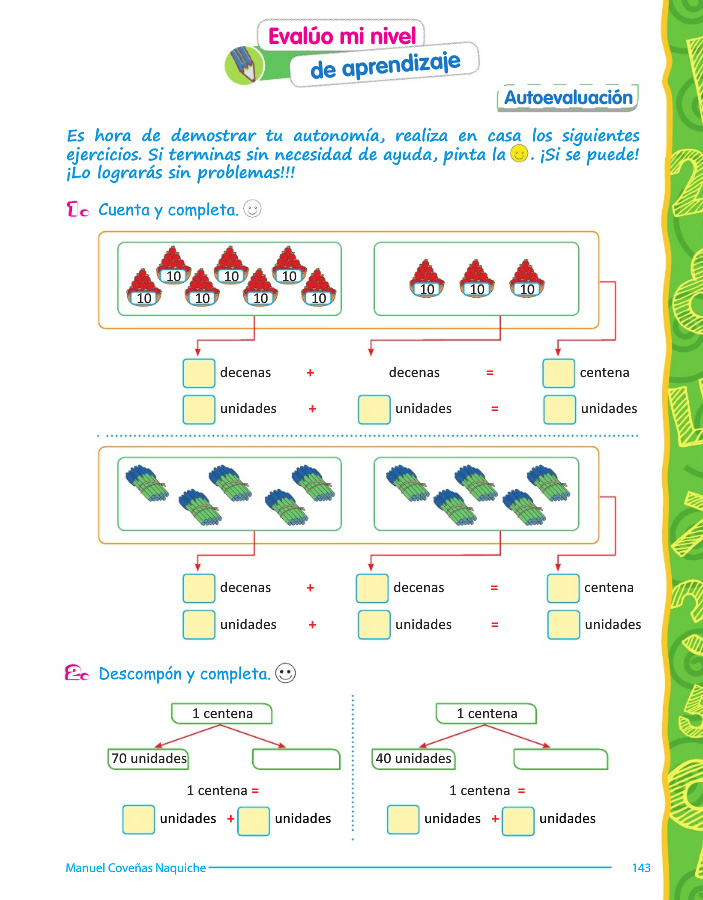 Evalúo mi nivel
de aprendizaje
Autoevaluación
Es hora de demostrar tu autonomía, realiza en casa los siguientes
ejercicios. Si terminas sin necesidad de ayuda, pinta la . ¡Si se puede!
¡Lo lograrás sin problemas!!!
1. Cuenta y completa.
10 10 10
10 10 10 10
10 10 10
decenas + decenas = centena
unidades + unidades = unidades
decenas + decenas = centena
unidades + unidades = unidades
2. Descompón y completa.
1 centena
70 unidades
1 centena =
unidades + unidades
1 centena
40 unidades
1 centena =
unidades + unidades
Manuel Coveñas Naquiche
143